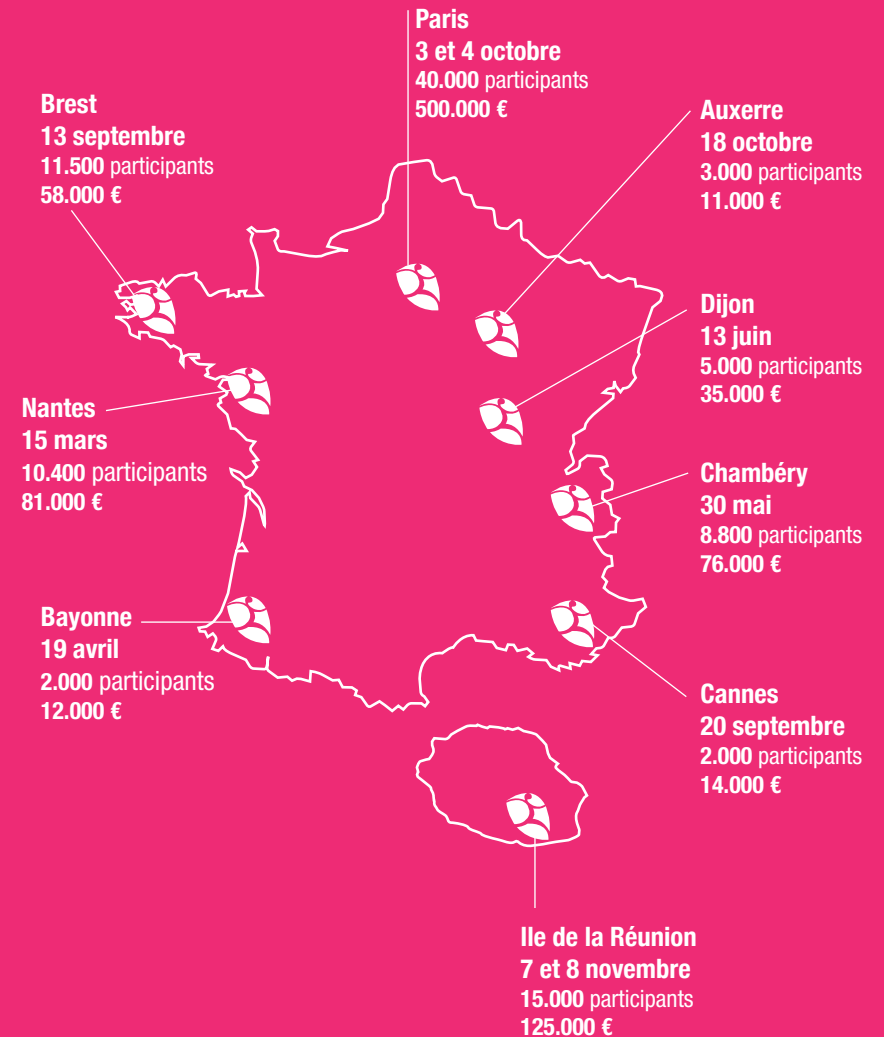 Paris
3 et 4 octobre
40.000 participants
500.000 €
Brest
13 septembre
11.500 participants
58.000 €
Auxerre
18 octobre
3.000 participants
11.000 €
Dijon
13 juin
5.000 participants
35.000 €
Nantes
15 mars
10.400 participants
81.000 €
Chambéry
30 mai
8.800 participants
76.000 €
Bayonne
19 avril
2.000 participants
12.000 €
Cannes
20 septembre
2.000 participants
14.000 €
Ile de la Réunion
7 et 8 novembre
15.000 participants
125.000 €